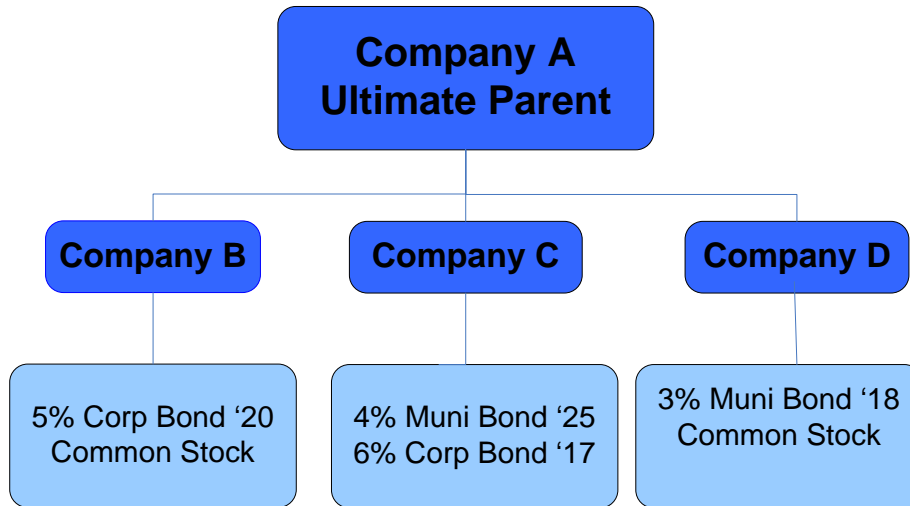 Company A
Ultimate Parent
Company B
Company C
Company D
5% Corp Bond ‘20
Common Stock
4% Muni Bond ‘25
6% Corp Bond ‘17
3% Muni Bond ‘18
Common Stock